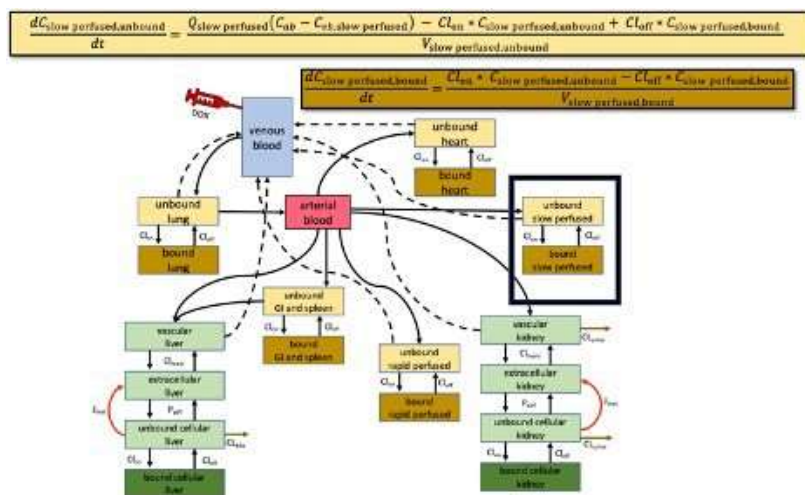 dC_slow perfused,unbound / dt = Q_slow perfused(C_ab − C_vb,slow perfused) − Cl_on * C_slow perfused,unbound + Cl_off * C_slow perfused,bound / V_slow perfused,unbound
dC_slow perfused,bound / dt = Cl_on * C_slow perfused,unbound − Cl_off * C_slow perfused,bound / V_slow perfused,bound
DOX
venous
blood
unbound
heart
Cl_on
Cl_off
bound
heart
unbound
lung
Cl_on
Cl_off
bound
lung
arterial
blood
unbound
slow perfused
Cl_on
Cl_off
bound
slow perfused
unbound
GI and spleen
Cl_on
Cl_off
bound
GI and spleen
unbound
rapid perfused
Cl_on
Cl_off
bound
rapid perfused
vascular
liver
extracellular
liver
P_eff
unbound cellular
liver
Cl_on
Cl_off
bound cellular
liver
vascular
kidney
extracellular
kidney
P_eff
unbound cellular
kidney
Cl_on
Cl_off
bound cellular
kidney